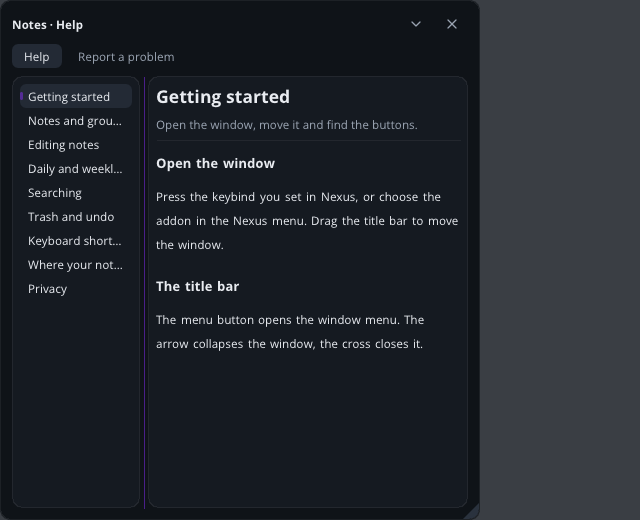 Notes · Help
Help
Report a problem
Getting started
Notes and grou...
Editing notes
Daily and weekl...
Searching
Trash and undo
Keyboard short...
Where your not...
Privacy
Getting started
Open the window, move it and find the buttons.
Open the window
Press the keybind you set in Nexus, or choose the
addon in the Nexus menu. Drag the title bar to move
the window.
The title bar
The menu button opens the window menu. The
arrow collapses the window, the cross closes it.